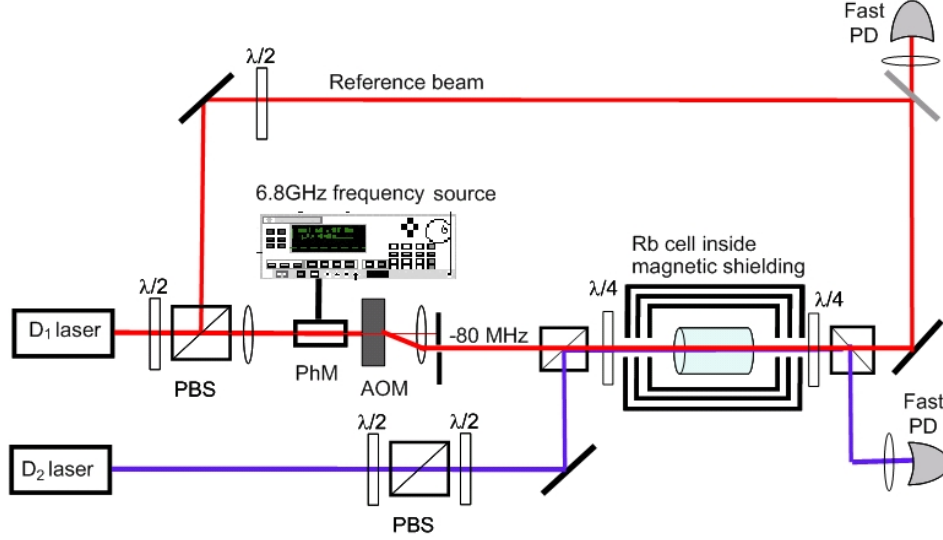 Fast
PD
λ/2
Reference beam
6.8GHz frequency source
Rb cell inside
magnetic shielding
λ/2
λ/4
λ/4
D1 laser
-80 MHz
PBS
PhM
AOM
λ/2
λ/2
Fast
PD
D2 laser
PBS